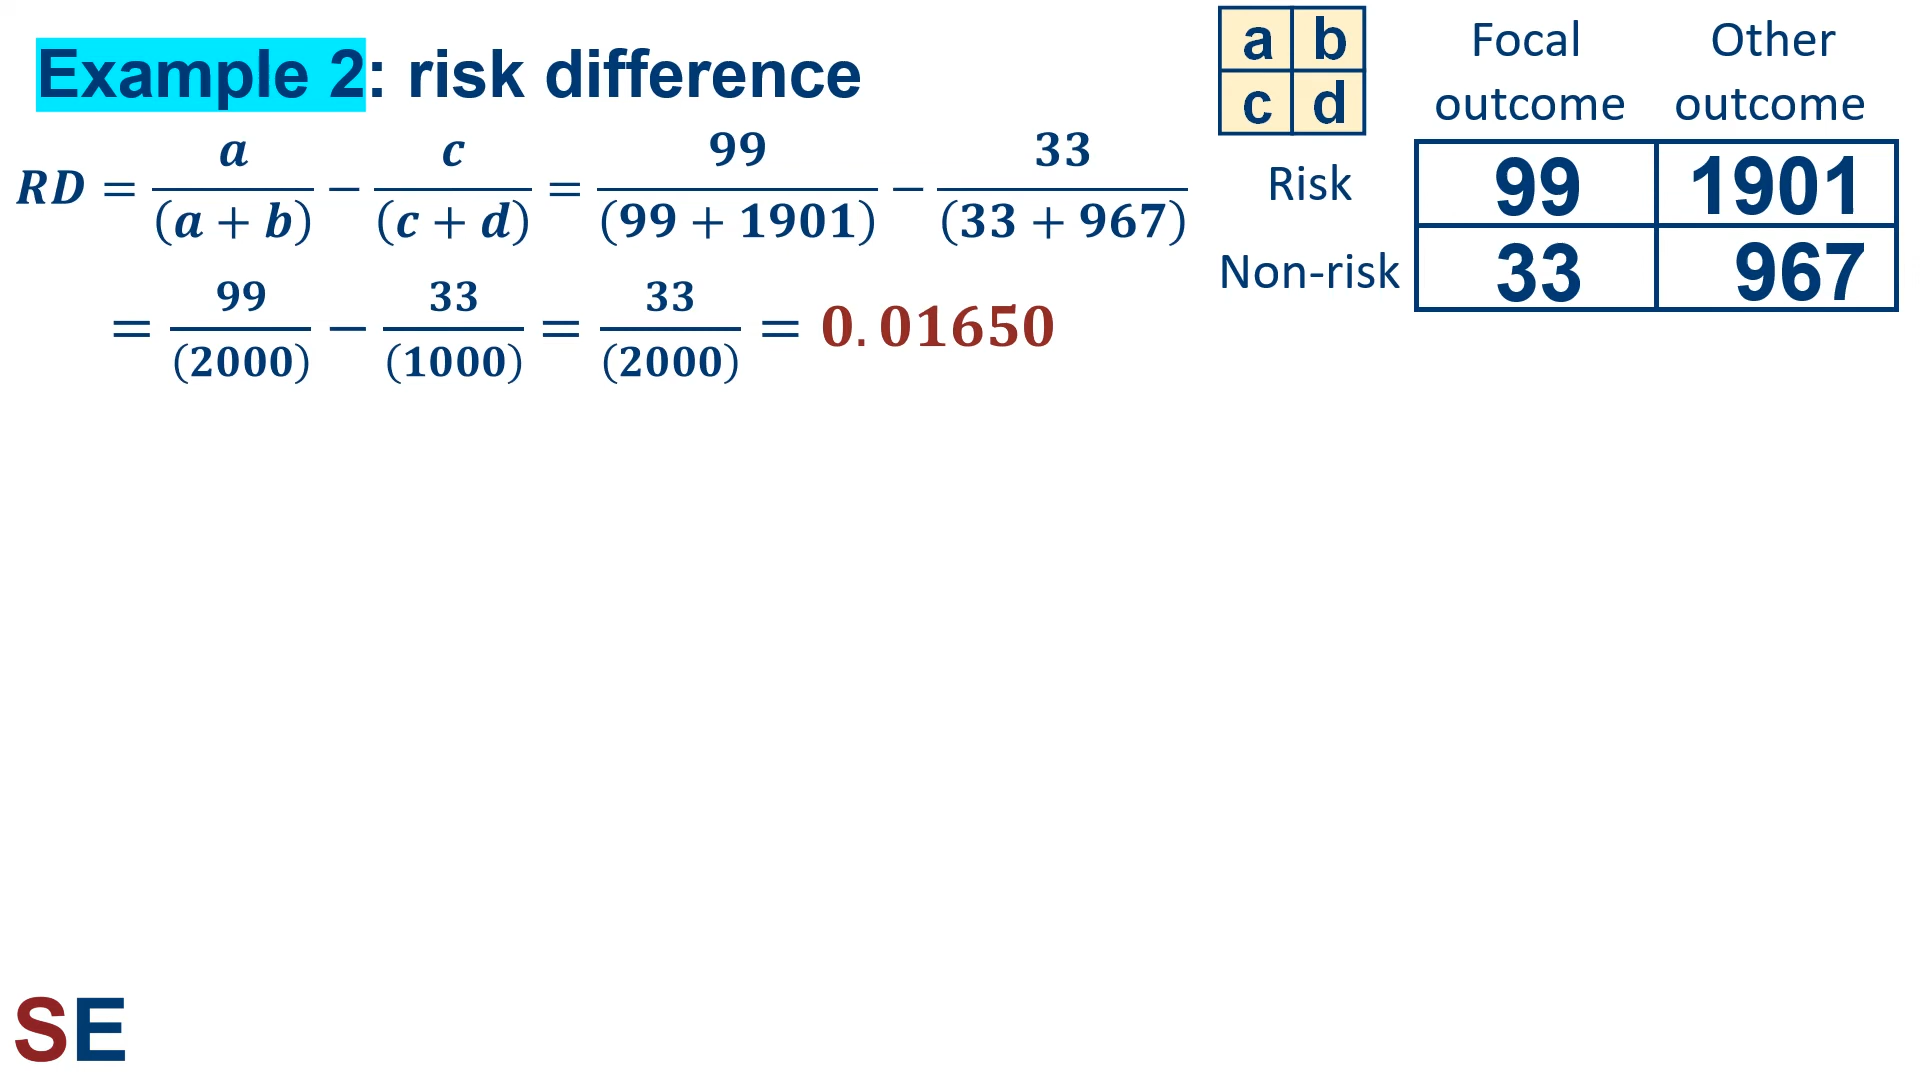 Example 2: risk difference
RD = a/(a + b) − c/(c + d) = 99/(99 + 1901) − 33/(33 + 967)
= 99/(2000) − 33/(1000) = 33/(2000) = 0.01650
a b
c d
Focal outcome Other outcome
Risk 99 1901
Non-risk 33 967
SE